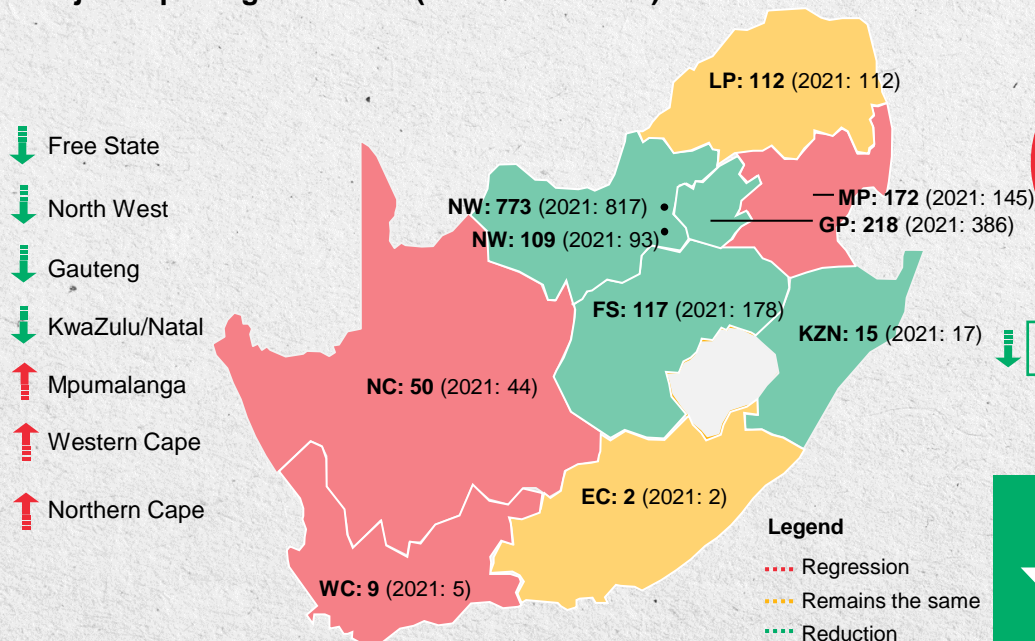 LP: 112 (2021: 112)
Free State
North West
Gauteng
KwaZulu/Natal
Mpumalanga
Western Cape
Northern Cape
NW: 773 (2021: 817)
NW: 109 (2021: 93)
MP: 172 (2021: 145)
GP: 218 (2021: 386)
FS: 117 (2021: 178)
KZN: 15 (2021: 17)
NC: 50 (2021: 44)
EC: 2 (2021: 2)
WC: 9 (2021: 5)
Legend
Regression
Remains the same
Reduction